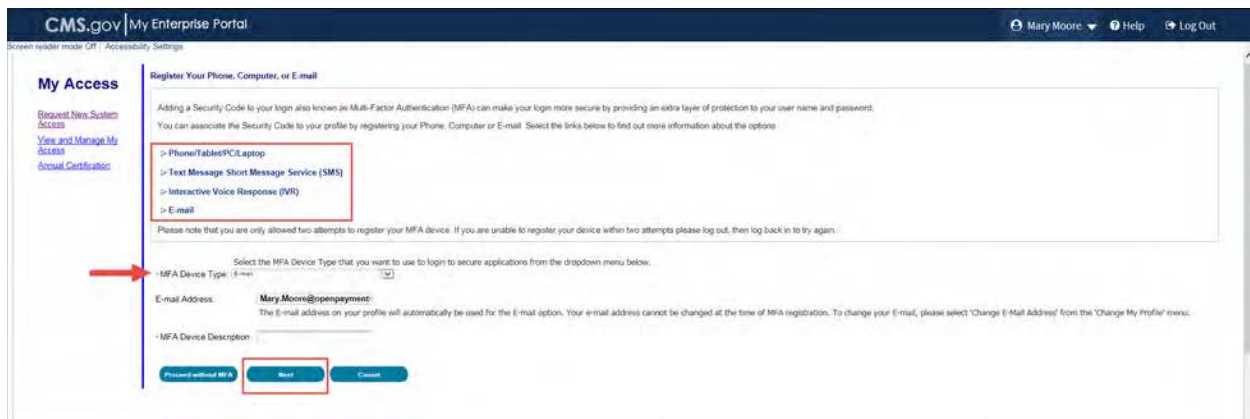 CMS.gov My Enterprise Portal
Mary Moore Help Log Out
Screen reader mode Off | Accessibility Settings
My Access
Request New System
Access
View and Manage My
Access
Annual Certification
Register Your Phone, Computer, or E-mail
Adding a Security Code to your login also known as Multi-Factor Authentication (MFA) can make your login more secure by providing an extra layer of protection to your user name and password.
You can associate the Security Code to your profile by registering your Phone, Computer or E-mail. Select the links below to find out more information about the options.
Phone/Tablet/PC/Laptop
Text Message Short Message Service (SMS)
Interactive Voice Response (IVR)
E-mail
Please note that you are only allowed two attempts to register your MFA device. If you are unable to register your device within two attempts please log out, then log back in to try again.
Select the MFA Device Type that you want to use to login to secure applications from the dropdown menu below.
MFA Device Type: E-mail
E-mail Address: Mary.Moore@openpayment
The E-mail address on your profile will automatically be used for the E-mail option. Your e-mail address cannot be changed at the time of MFA registration. To change your E-mail, please select 'Change E-Mail Address' from the 'Change My Profile' menu.
MFA Device Description:
Proceed without MFA Next Cancel